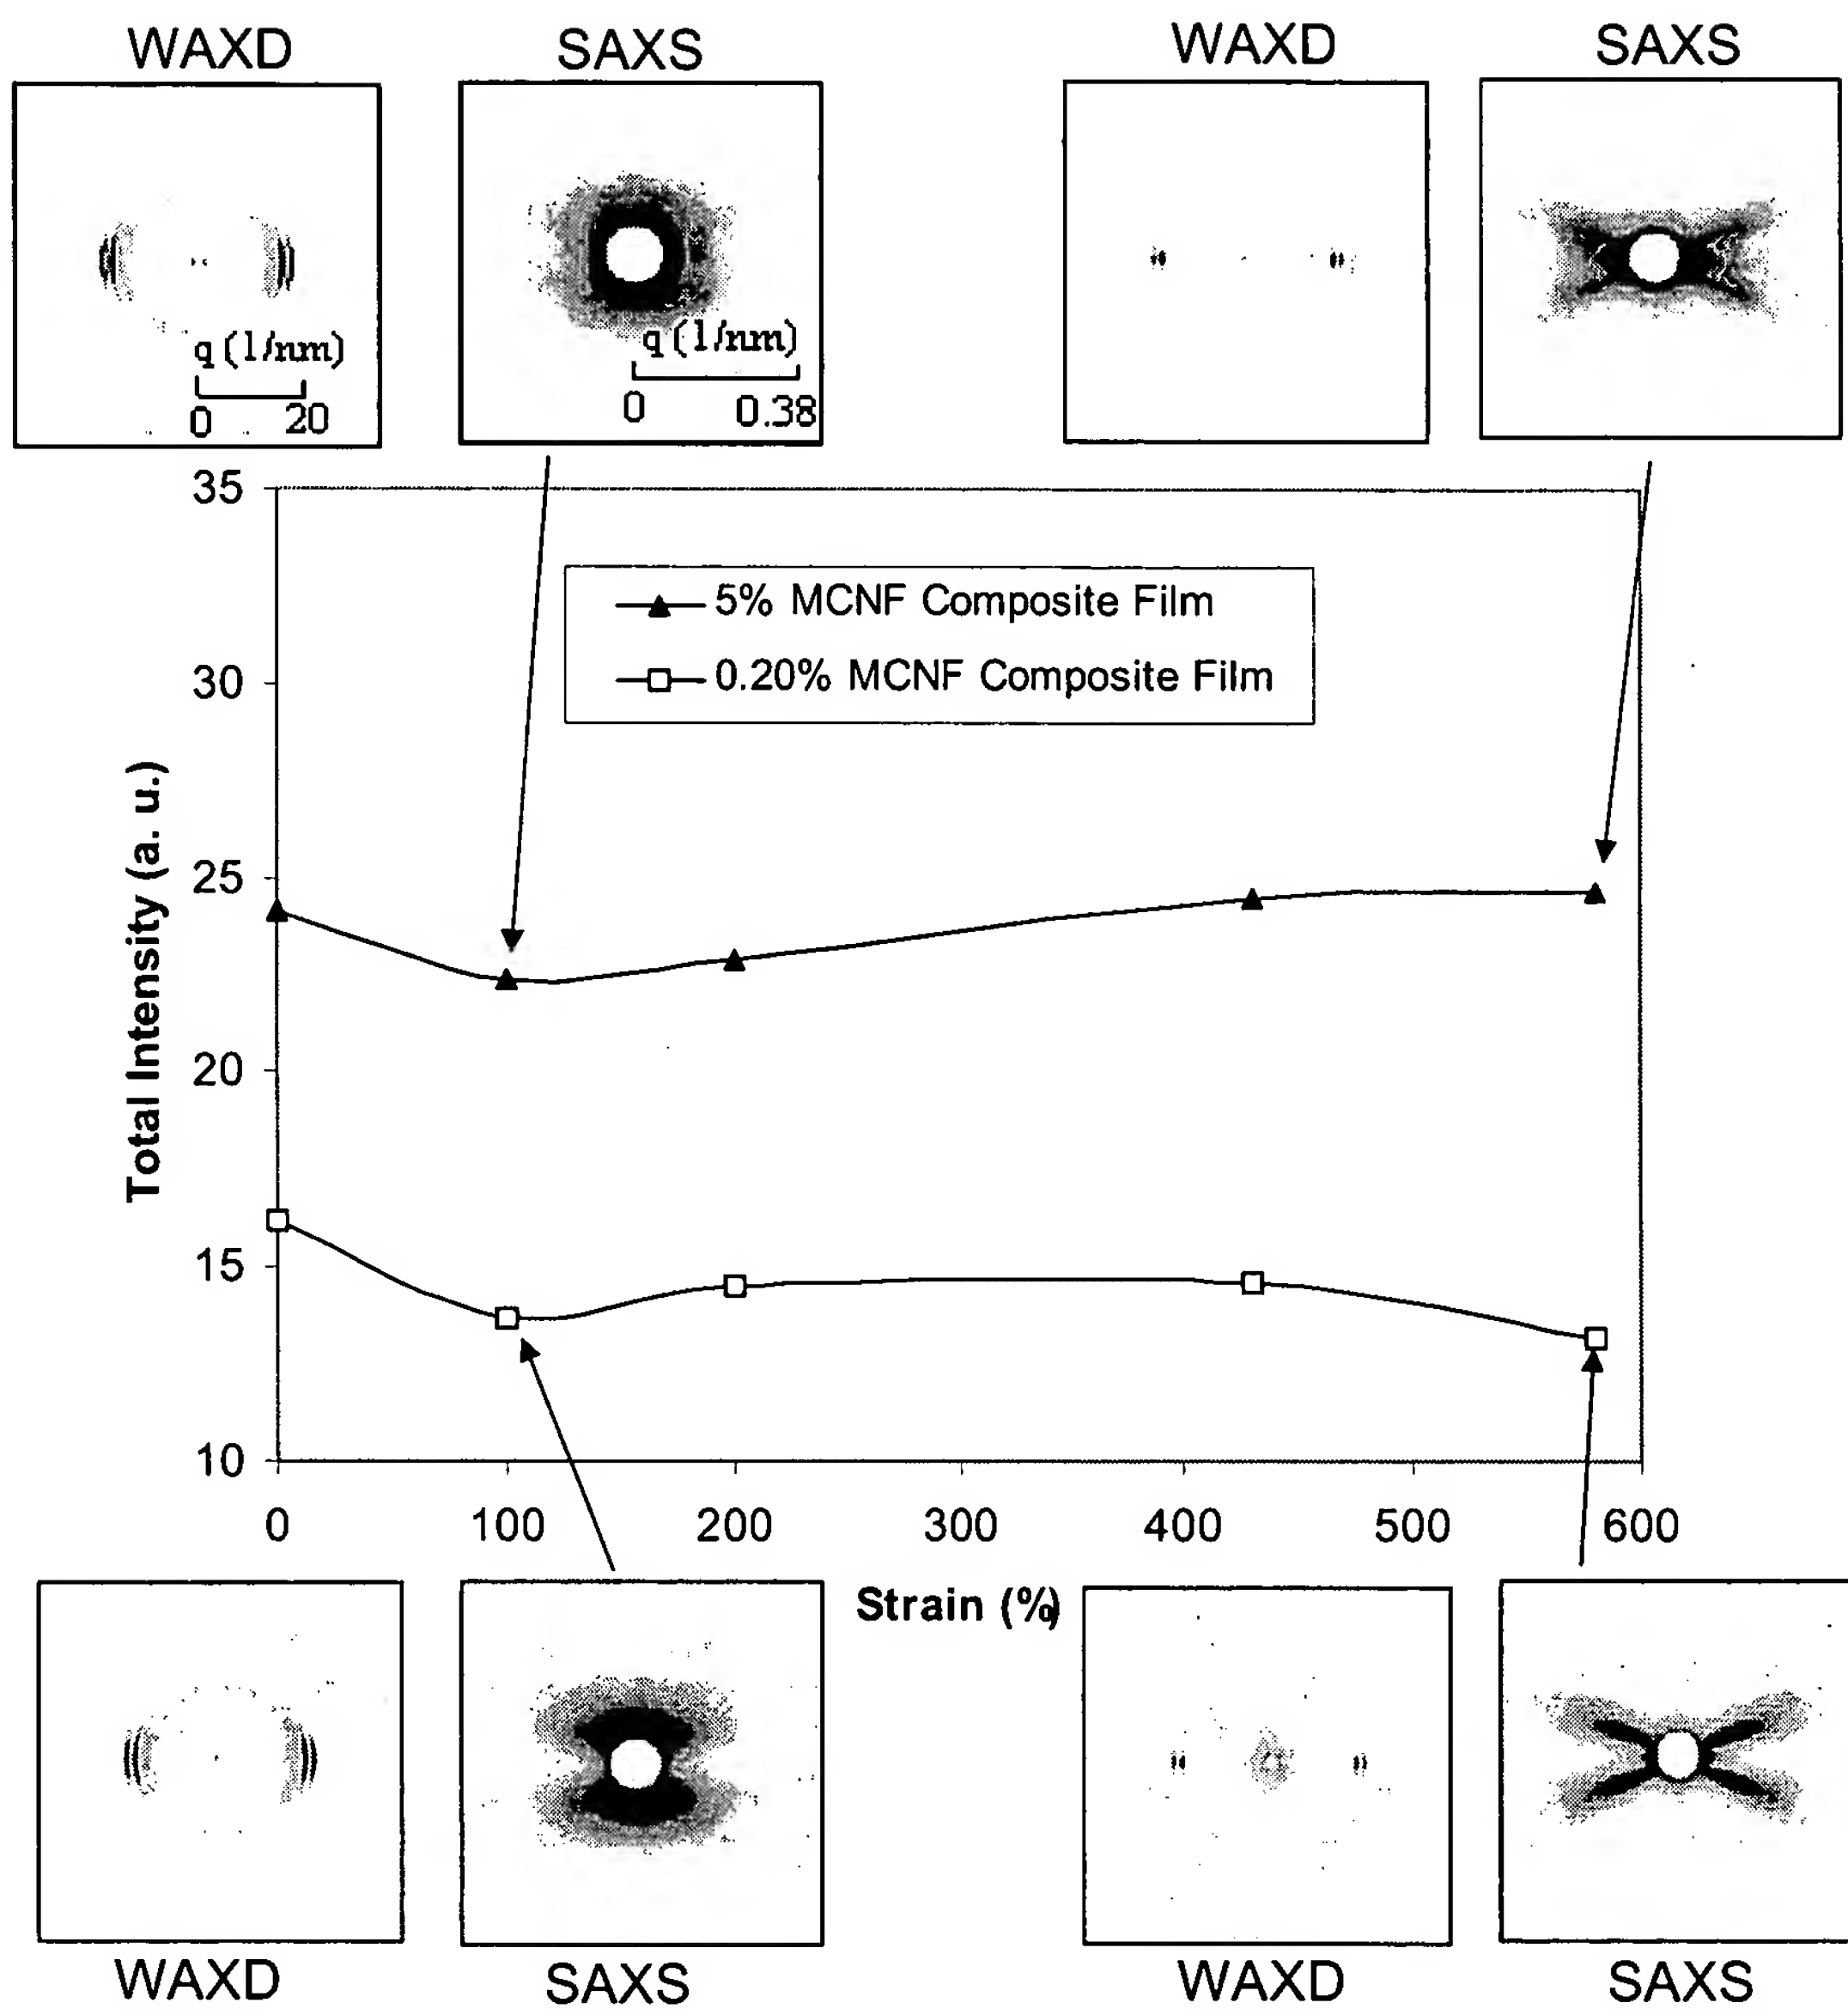 WAXD SAXS WAXD SAXS
q (1/nm)
0 20
q (1/nm)
0 0.38
35
30
25
20
15
10
Total Intensity (a. u.)
5% MCNF Composite Film
0.20% MCNF Composite Film
0 100 200 300 400 500 600
Strain (%)
WAXD SAXS WAXD SAXS